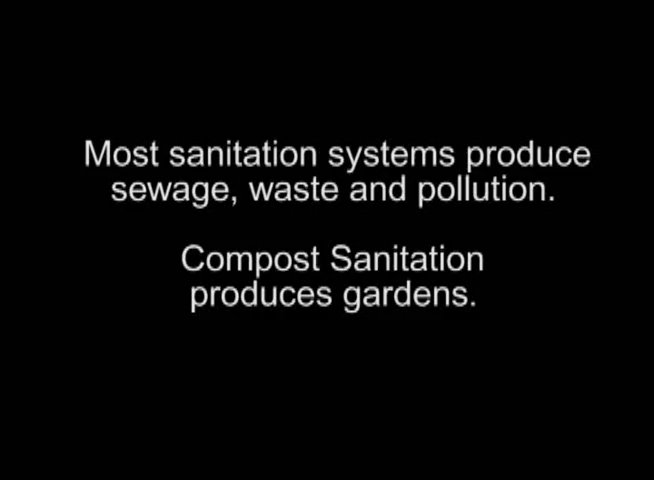 Most sanitation systems produce
sewage, waste and pollution.
Compost Sanitation
produces gardens.